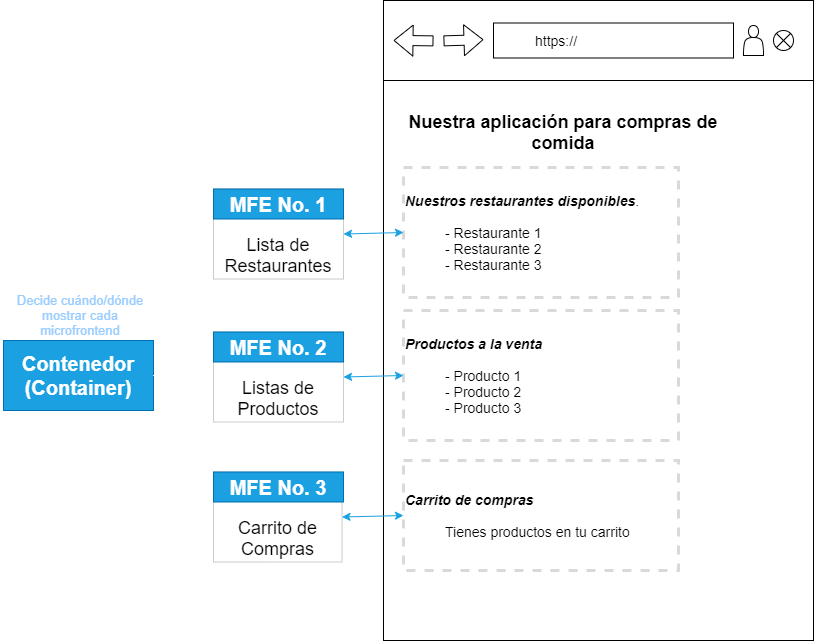 https://
Nuestra aplicación para compras de
comida
MFE No. 1
Lista de
Restaurantes
Nuestros restaurantes disponibles.
- Restaurante 1
- Restaurante 2
- Restaurante 3
Decide cuándo/dónde
mostrar cada
microfrontend
Contenedor
(Container)
MFE No. 2
Listas de
Productos
Productos a la venta
- Producto 1
- Producto 2
- Producto 3
MFE No. 3
Carrito de
Compras
Carrito de compras
Tienes productos en tu carrito